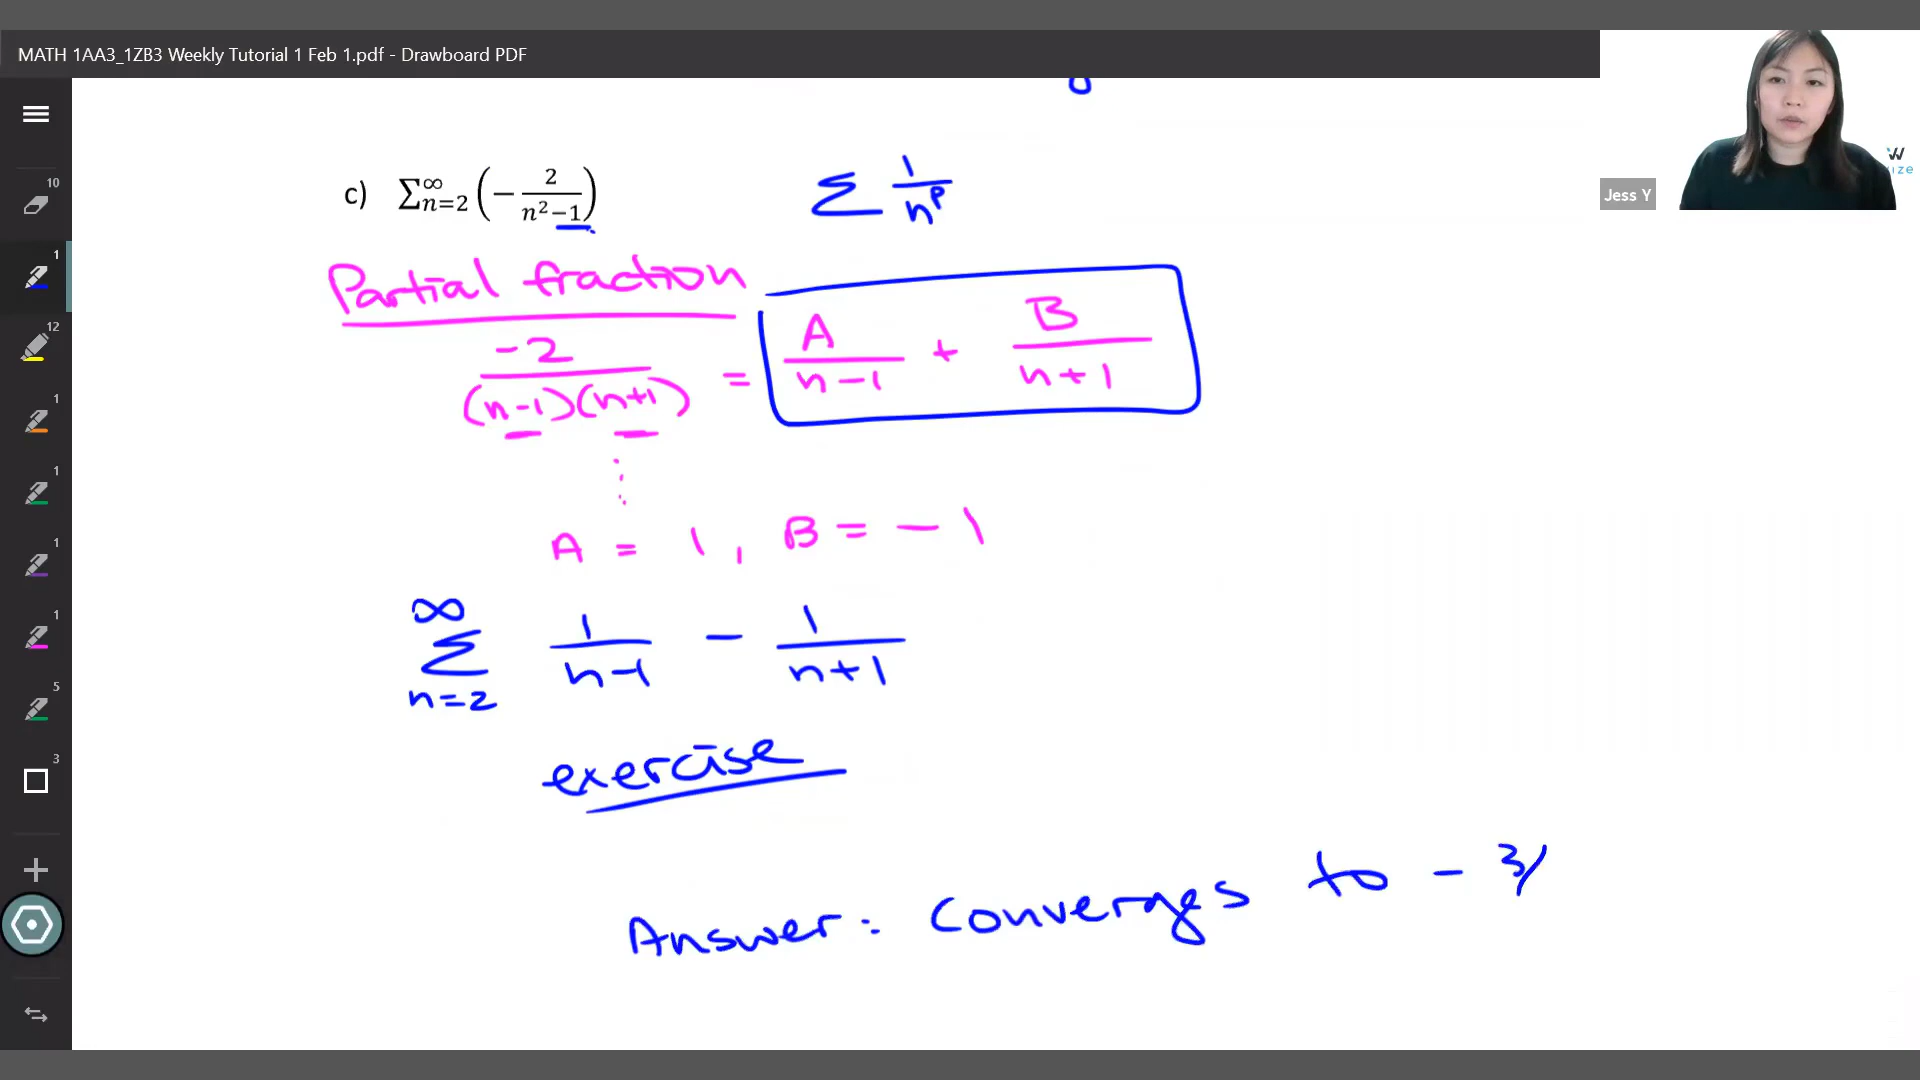 MATH 1AA3_1ZB3 Weekly Tutorial 1 Feb 1.pdf - Drawboard PDF
c) ∑_{n=2}^{∞} (− 2/(n²−1))
∑ 1/n^p
Partial fraction
-2/((n-1)(n+1)) = A/(n-1) + B/(n+1)
⋮
A = 1, B = -1
∑_{n=2}^{∞} 1/(n-1) - 1/(n+1)
exercise
Answer: Converges to - 3/
Jess Y
W
ize
10
1
12
1
1
1
1
5
3